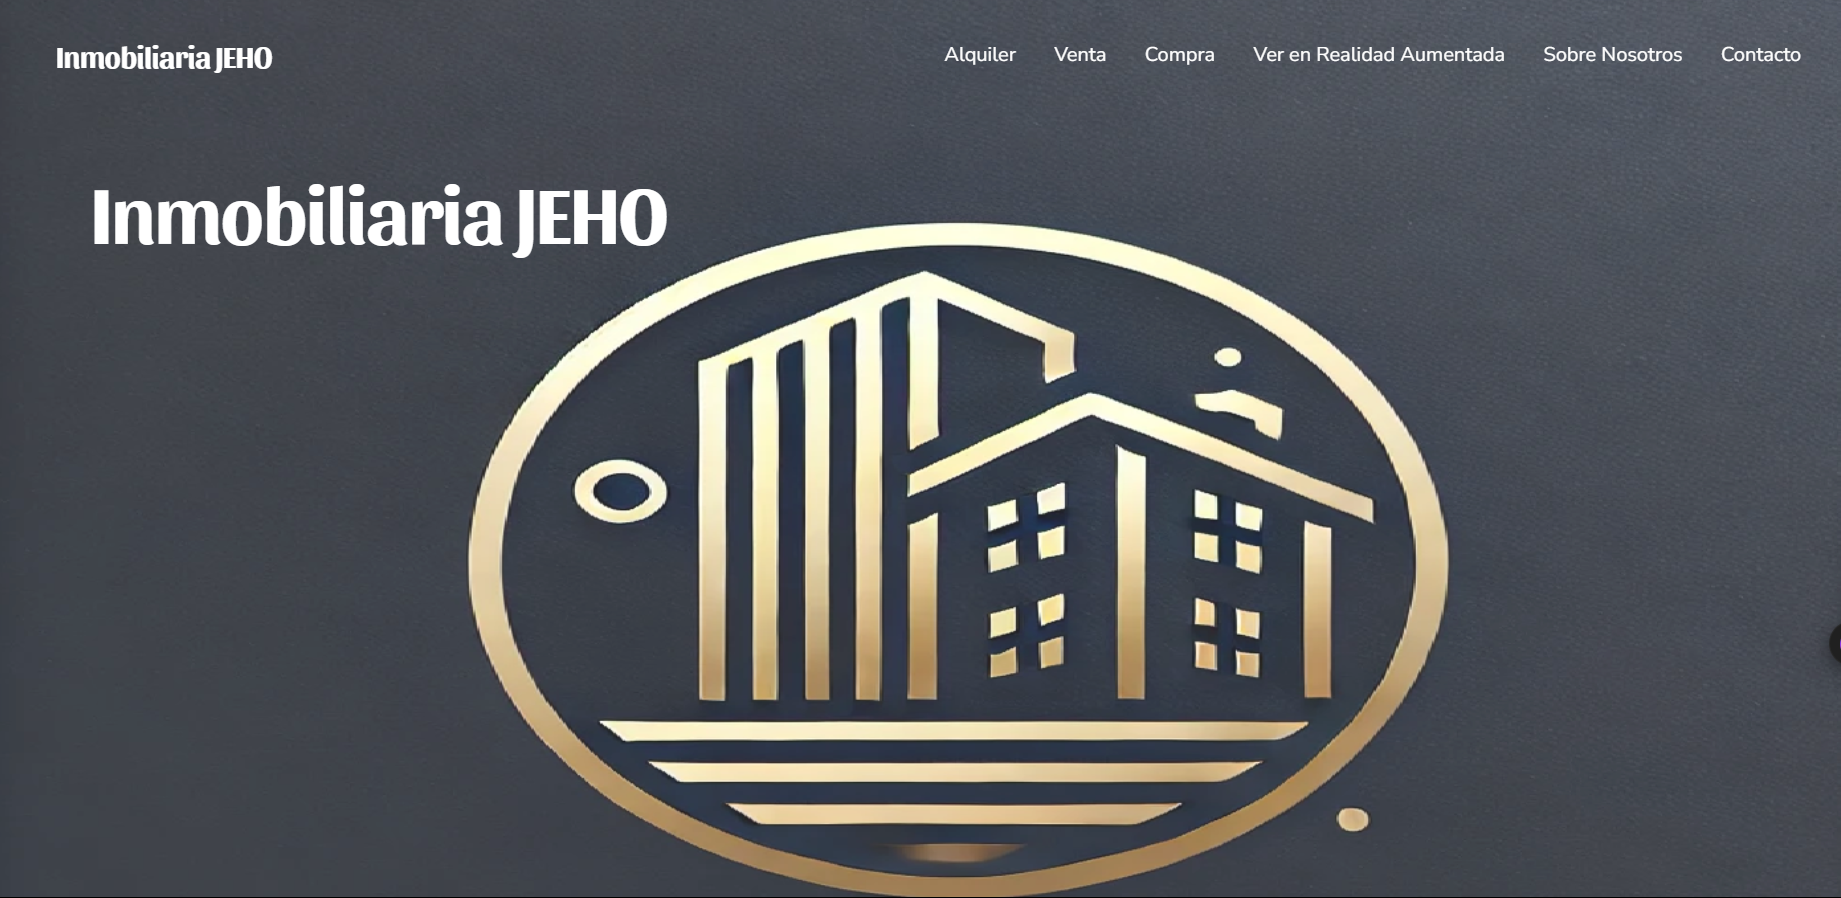 Inmobiliaria JEHO
Alquiler Venta Compra Ver en Realidad Aumentada Sobre Nosotros Contacto
Inmobiliaria JEHO